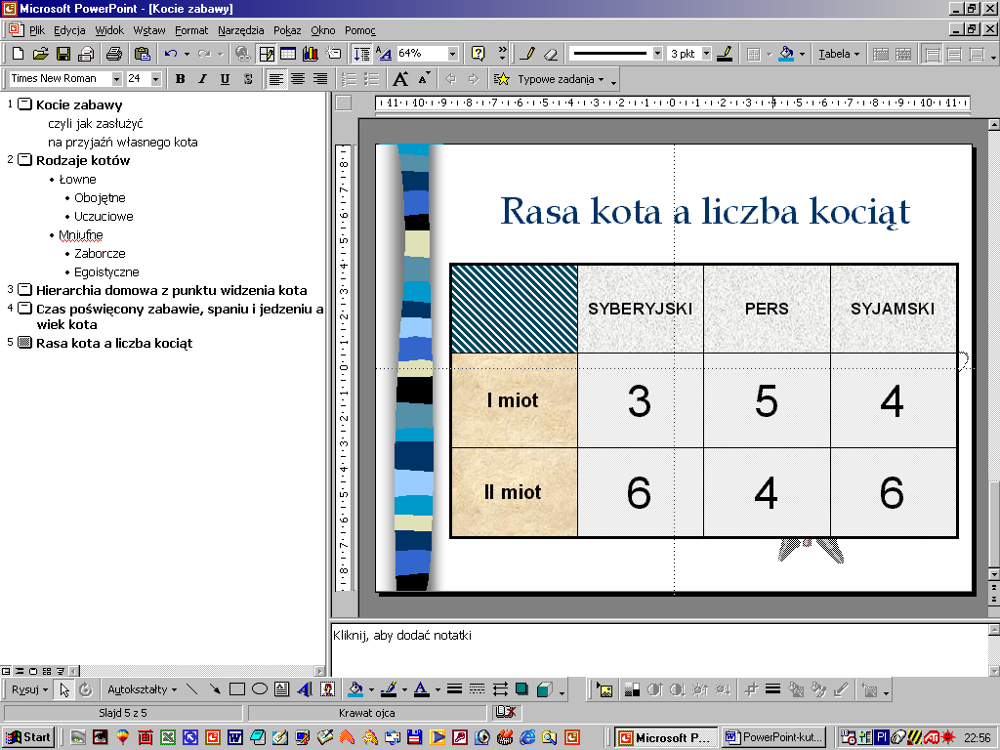 Microsoft PowerPoint - [Kocie zabawy]
Plik Edycja Widok Wstaw Format Narzędzia Pokaz Okno Pomoc
64% 3 pkt Tabela
Times New Roman 24 B I U S A A Typowe zadania
1 Kocie zabawy
czyli jak zasłużyć
na przyjaźń własnego kota
2 Rodzaje kotów
• Łowne
• Obojętne
• Uczuciowe
• Mniufne
• Zaborcze
• Egoistyczne
3 Hierarchia domowa z punktu widzenia kota
4 Czas poświęcony zabawie, spaniu i jedzeniu a
wiek kota
5 Rasa kota a liczba kociąt
Rasa kota a liczba kociąt
SYBERYJSKI PERS SYJAMSKI
I miot 3 5 4
II miot 6 4 6
Kliknij, aby dodać notatki
Rysuj Autokształty
Slajd 5 z 5 Krawat ojca
Start Microsoft P... PowerPoint-kut... 22:56